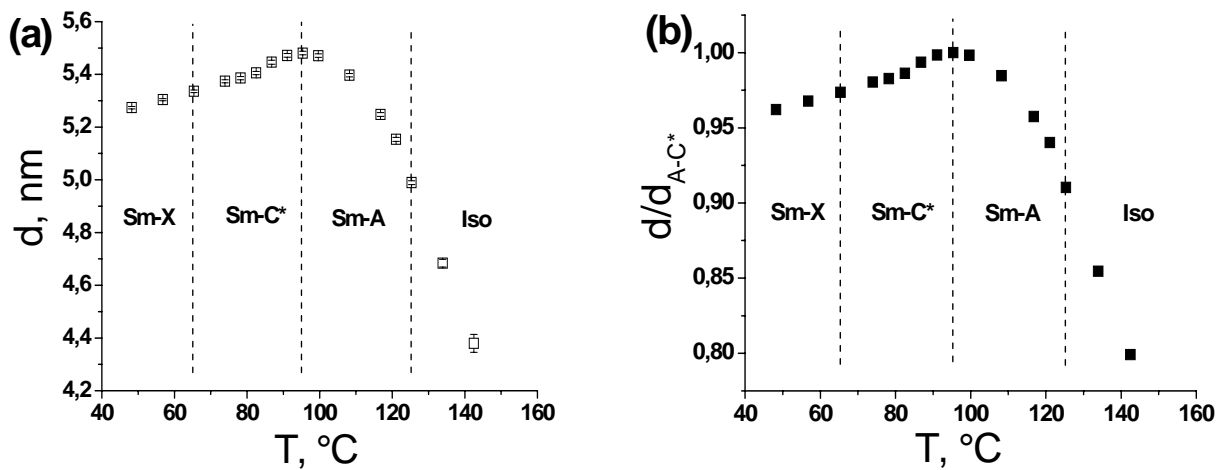 (a)
5,6
5,4
5,2
5,0
4,8
4,6
4,4
4,2
d, nm
Sm-X
Sm-C*
Sm-A
Iso
40 60 80 100 120 140 160
T, °C
(b)
1,00
0,95
0,90
0,85
0,80
d/d_A-C*
Sm-X
Sm-C*
Sm-A
Iso
40 60 80 100 120 140 160
T, °C